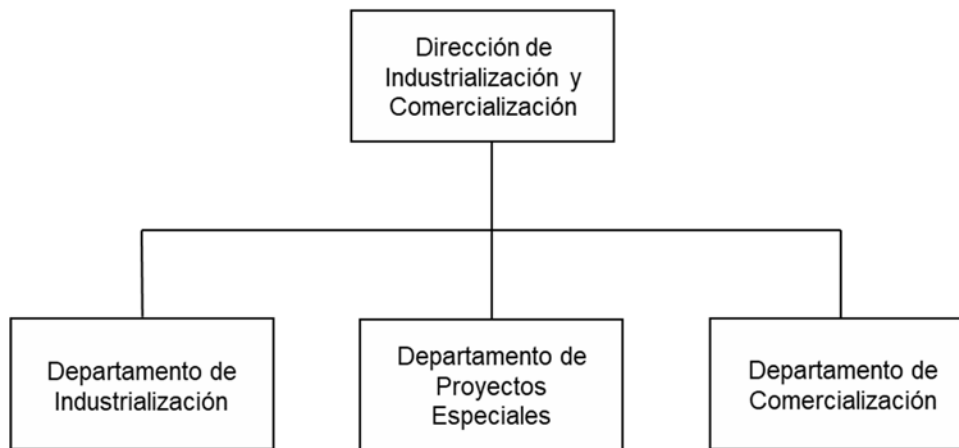 Dirección de
Industrialización y
Comercialización
Departamento de
Industrialización
Departamento de
Proyectos
Especiales
Departamento de
Comercialización